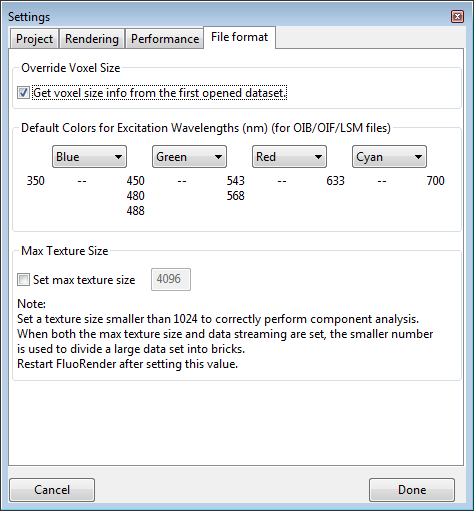 Settings
Project Rendering Performance File format
Override Voxel Size
Get voxel size info from the first opened dataset.
Default Colors for Excitation Wavelengths (nm) (for OIB/OIF/LSM files)
Blue Green Red Cyan
350 -- 450 -- 543 -- 633 -- 700
480 568
488
Max Texture Size
Set max texture size 4096
Note:
Set a texture size smaller than 1024 to correctly perform component analysis.
When both the max texture size and data streaming are set, the smaller number
is used to divide a large data set into bricks.
Restart FluoRender after setting this value.
Cancel Done